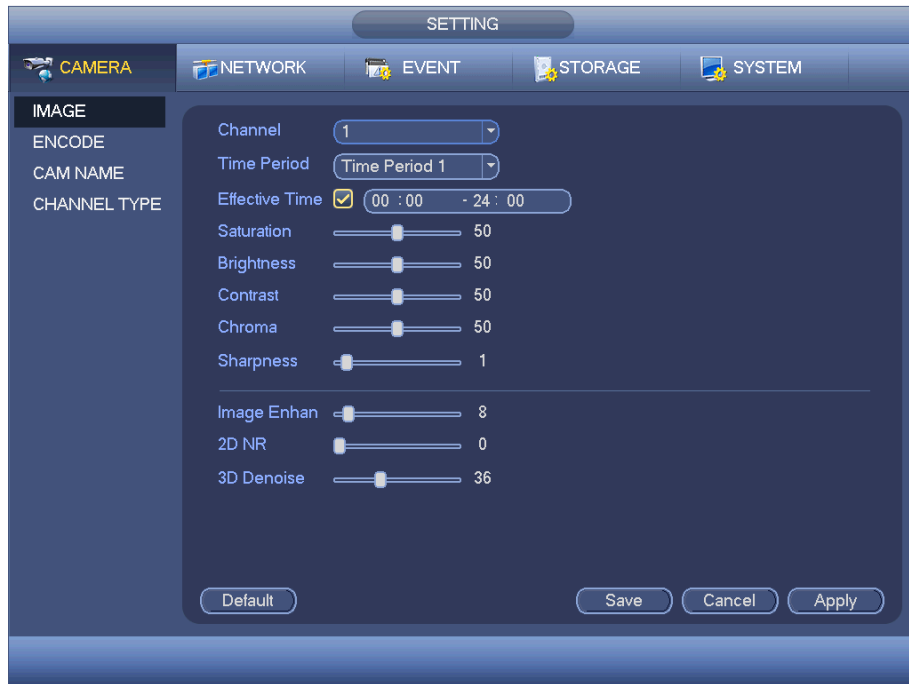 SETTING
CAMERA NETWORK EVENT STORAGE SYSTEM
IMAGE
ENCODE
CAM NAME
CHANNEL TYPE
Channel 1
Time Period Time Period 1
Effective Time 00 :00 - 24 : 00
Saturation 50
Brightness 50
Contrast 50
Chroma 50
Sharpness 1
Image Enhan 8
2D NR 0
3D Denoise 36
Default Save Cancel Apply